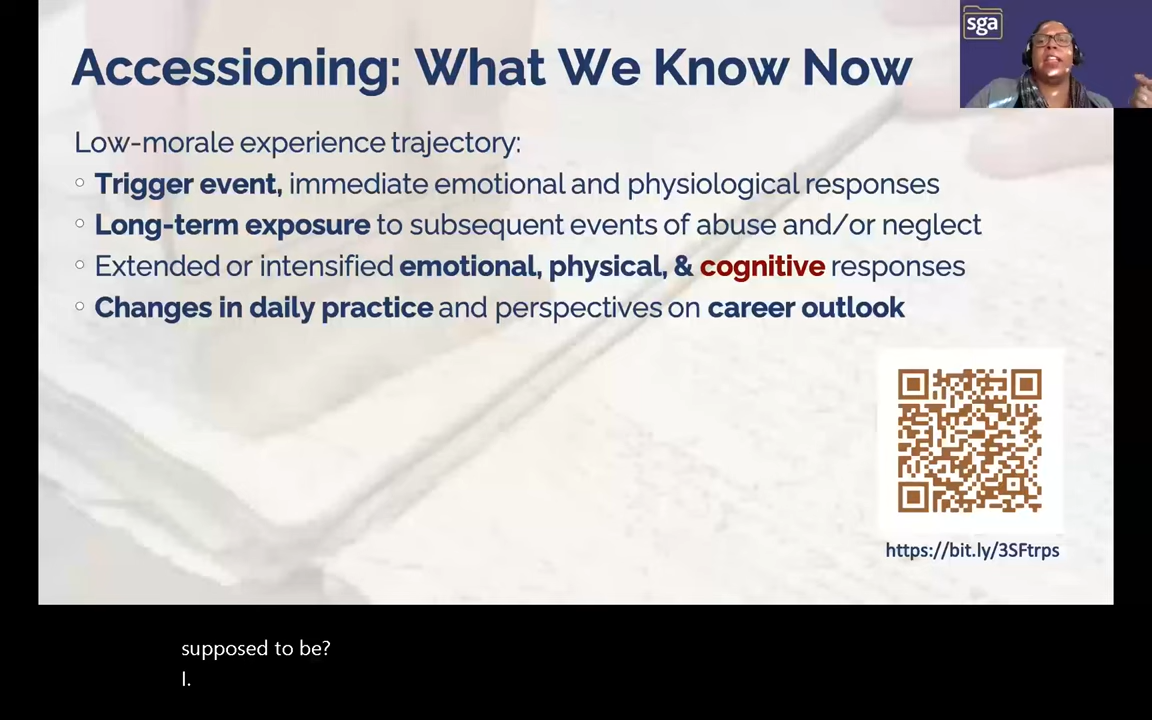 Accessioning: What We Know Now
sga
Low-morale experience trajectory:
Trigger event, immediate emotional and physiological responses
Long-term exposure to subsequent events of abuse and/or neglect
Extended or intensified emotional, physical, & cognitive responses
Changes in daily practice and perspectives on career outlook
https://bit.ly/3SFtrps
supposed to be?
I.